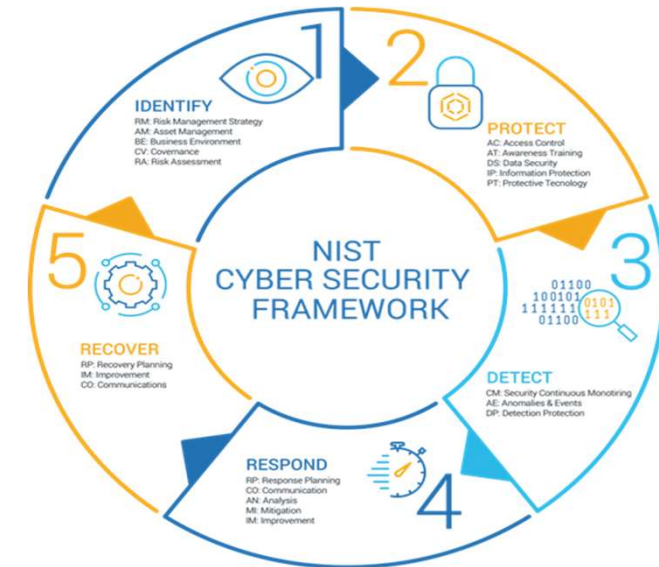 NIST
CYBER SECURITY
FRAMEWORK
1
IDENTIFY
RM: Risk Management Strategy
AM: Asset Management
BE: Business Environment
CV: Covernance
RA: Risk Assessment
2
PROTECT
AC: Access Control
AT: Awareness Training
DS: Data Security
IP: Information Protection
PT: Protective Tecnology
3
01100
100101
0101
111111
111
01100
DETECT
CM: Security Continuous Monotiring
AE: Anomalies & Events
DP: Detection Protection
4
RESPOND
RP: Response Planning
CO: Communication
AN: Analysis
MI: Mitigation
IM: Improvement
5
RECOVER
RP: Recovery Planning
IM: Improvement
CO: Communications